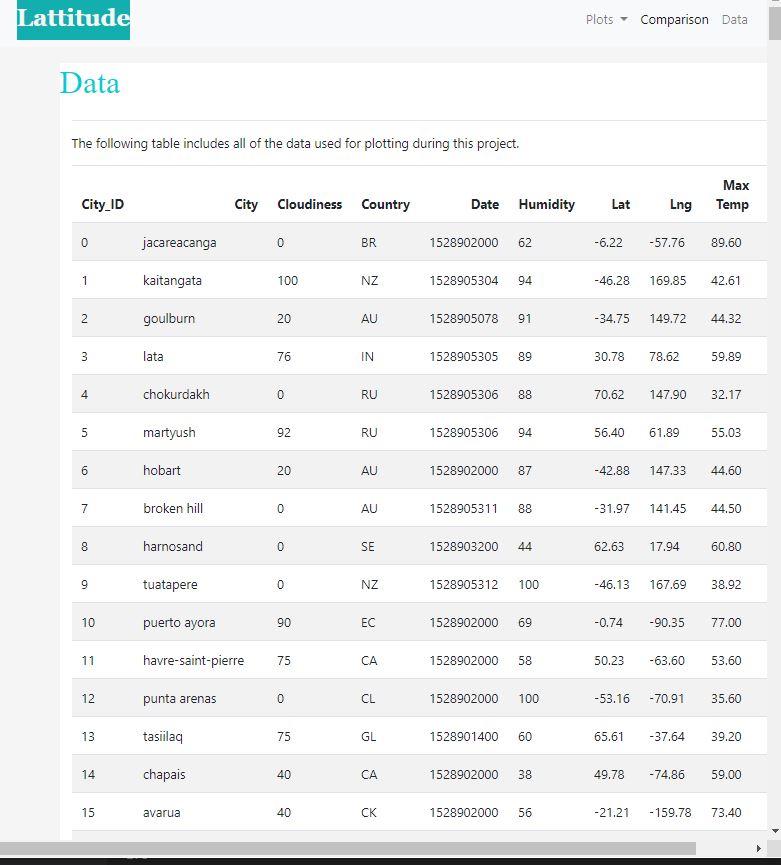 Lattitude
Plots Comparison Data
Data
The following table includes all of the data used for plotting during this project.
City_ID City Cloudiness Country Date Humidity Lat Lng Max Temp
0 jacareacanga 0 BR 1528902000 62 -6.22 -57.76 89.60
1 kaitangata 100 NZ 1528905304 94 -46.28 169.85 42.61
2 goulburn 20 AU 1528905078 91 -34.75 149.72 44.32
3 lata 76 IN 1528905305 89 30.78 78.62 59.89
4 chokurdakh 0 RU 1528905306 88 70.62 147.90 32.17
5 martyush 92 RU 1528905306 94 56.40 61.89 55.03
6 hobart 20 AU 1528902000 87 -42.88 147.33 44.60
7 broken hill 0 AU 1528905311 88 -31.97 141.45 44.50
8 harnosand 0 SE 1528903200 44 62.63 17.94 60.80
9 tuatapere 0 NZ 1528905312 100 -46.13 167.69 38.92
10 puerto ayora 90 EC 1528902000 69 -0.74 -90.35 77.00
11 havre-saint-pierre 75 CA 1528902000 58 50.23 -63.60 53.60
12 punta arenas 0 CL 1528902000 100 -53.16 -70.91 35.60
13 tasiilaq 75 GL 1528901400 60 65.61 -37.64 39.20
14 chapais 40 CA 1528902000 38 49.78 -74.86 59.00
15 avarua 40 CK 1528902000 56 -21.21 -159.78 73.40